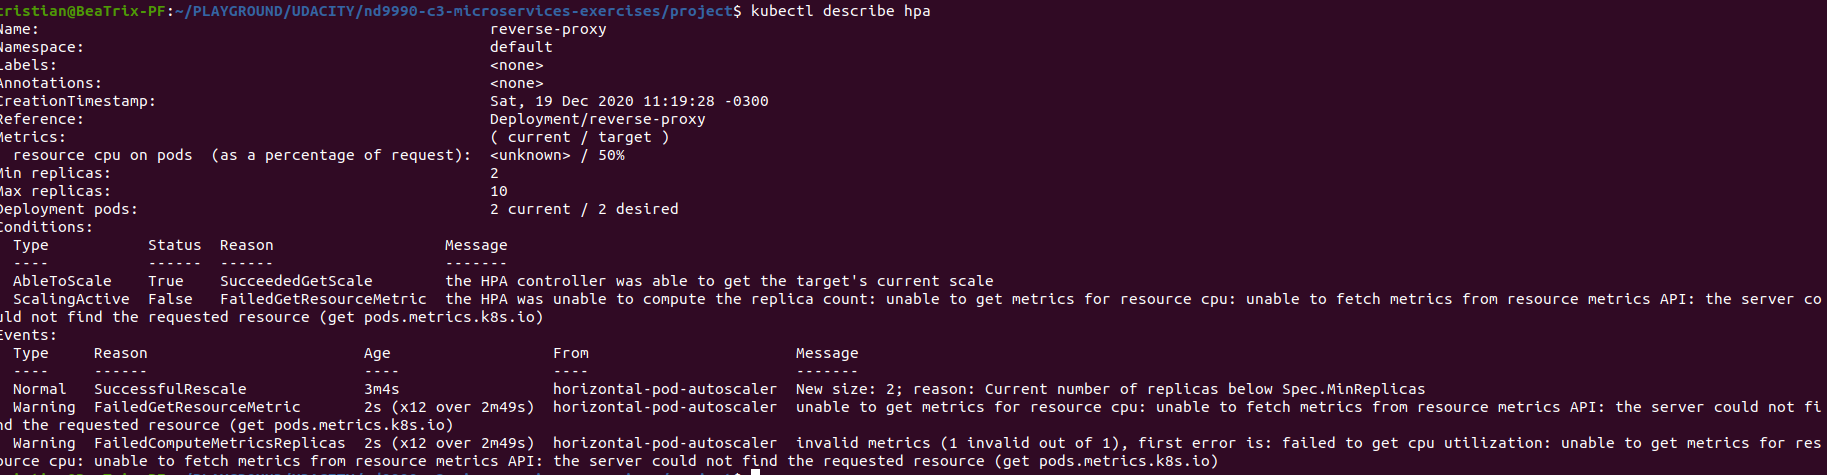 cristian@BeaTrix-PF:~/PLAYGROUND/UDACITY/nd9990-c3-microservices-exercises/project$ kubectl describe hpa
Name: reverse-proxy
Namespace: default
Labels: <none>
Annotations: <none>
CreationTimestamp: Sat, 19 Dec 2020 11:19:28 -0300
Reference: Deployment/reverse-proxy
Metrics: ( current / target )
resource cpu on pods (as a percentage of request): <unknown> / 50%
Min replicas: 2
Max replicas: 10
Deployment pods: 2 current / 2 desired
Conditions:
Type Status Reason Message
---- ------ ------ -------
AbleToScale True SucceededGetScale the HPA controller was able to get the target's current scale
ScalingActive False FailedGetResourceMetric the HPA was unable to compute the replica count: unable to get metrics for resource cpu: unable to fetch metrics from resource metrics API: the server co
uld not find the requested resource (get pods.metrics.k8s.io)
Events:
Type Reason Age From Message
---- ------ ---- ---- -------
Normal SuccessfulRescale 3m4s horizontal-pod-autoscaler New size: 2; reason: Current number of replicas below Spec.MinReplicas
Warning FailedGetResourceMetric 2s (x12 over 2m49s) horizontal-pod-autoscaler unable to get metrics for resource cpu: unable to fetch metrics from resource metrics API: the server could not fi
nd the requested resource (get pods.metrics.k8s.io)
Warning FailedComputeMetricsReplicas 2s (x12 over 2m49s) horizontal-pod-autoscaler invalid metrics (1 invalid out of 1), first error is: failed to get cpu utilization: unable to get metrics for res
ource cpu: unable to fetch metrics from resource metrics API: the server could not find the requested resource (get pods.metrics.k8s.io)